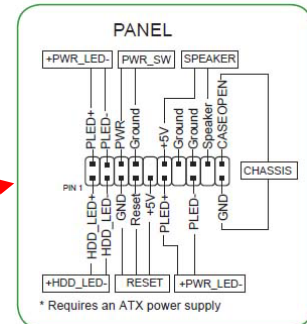 PANEL
+PWR_LED- PWR_SW SPEAKER
PLED+ PLED- PWR Ground +5V Ground Ground Speaker CASEOPEN
CHASSIS
PIN 1
HDD_LED+ HDD_LED- GND Reset +5V PLED+ PLED- GND
+HDD_LED- RESET +PWR_LED-
* Requires an ATX power supply